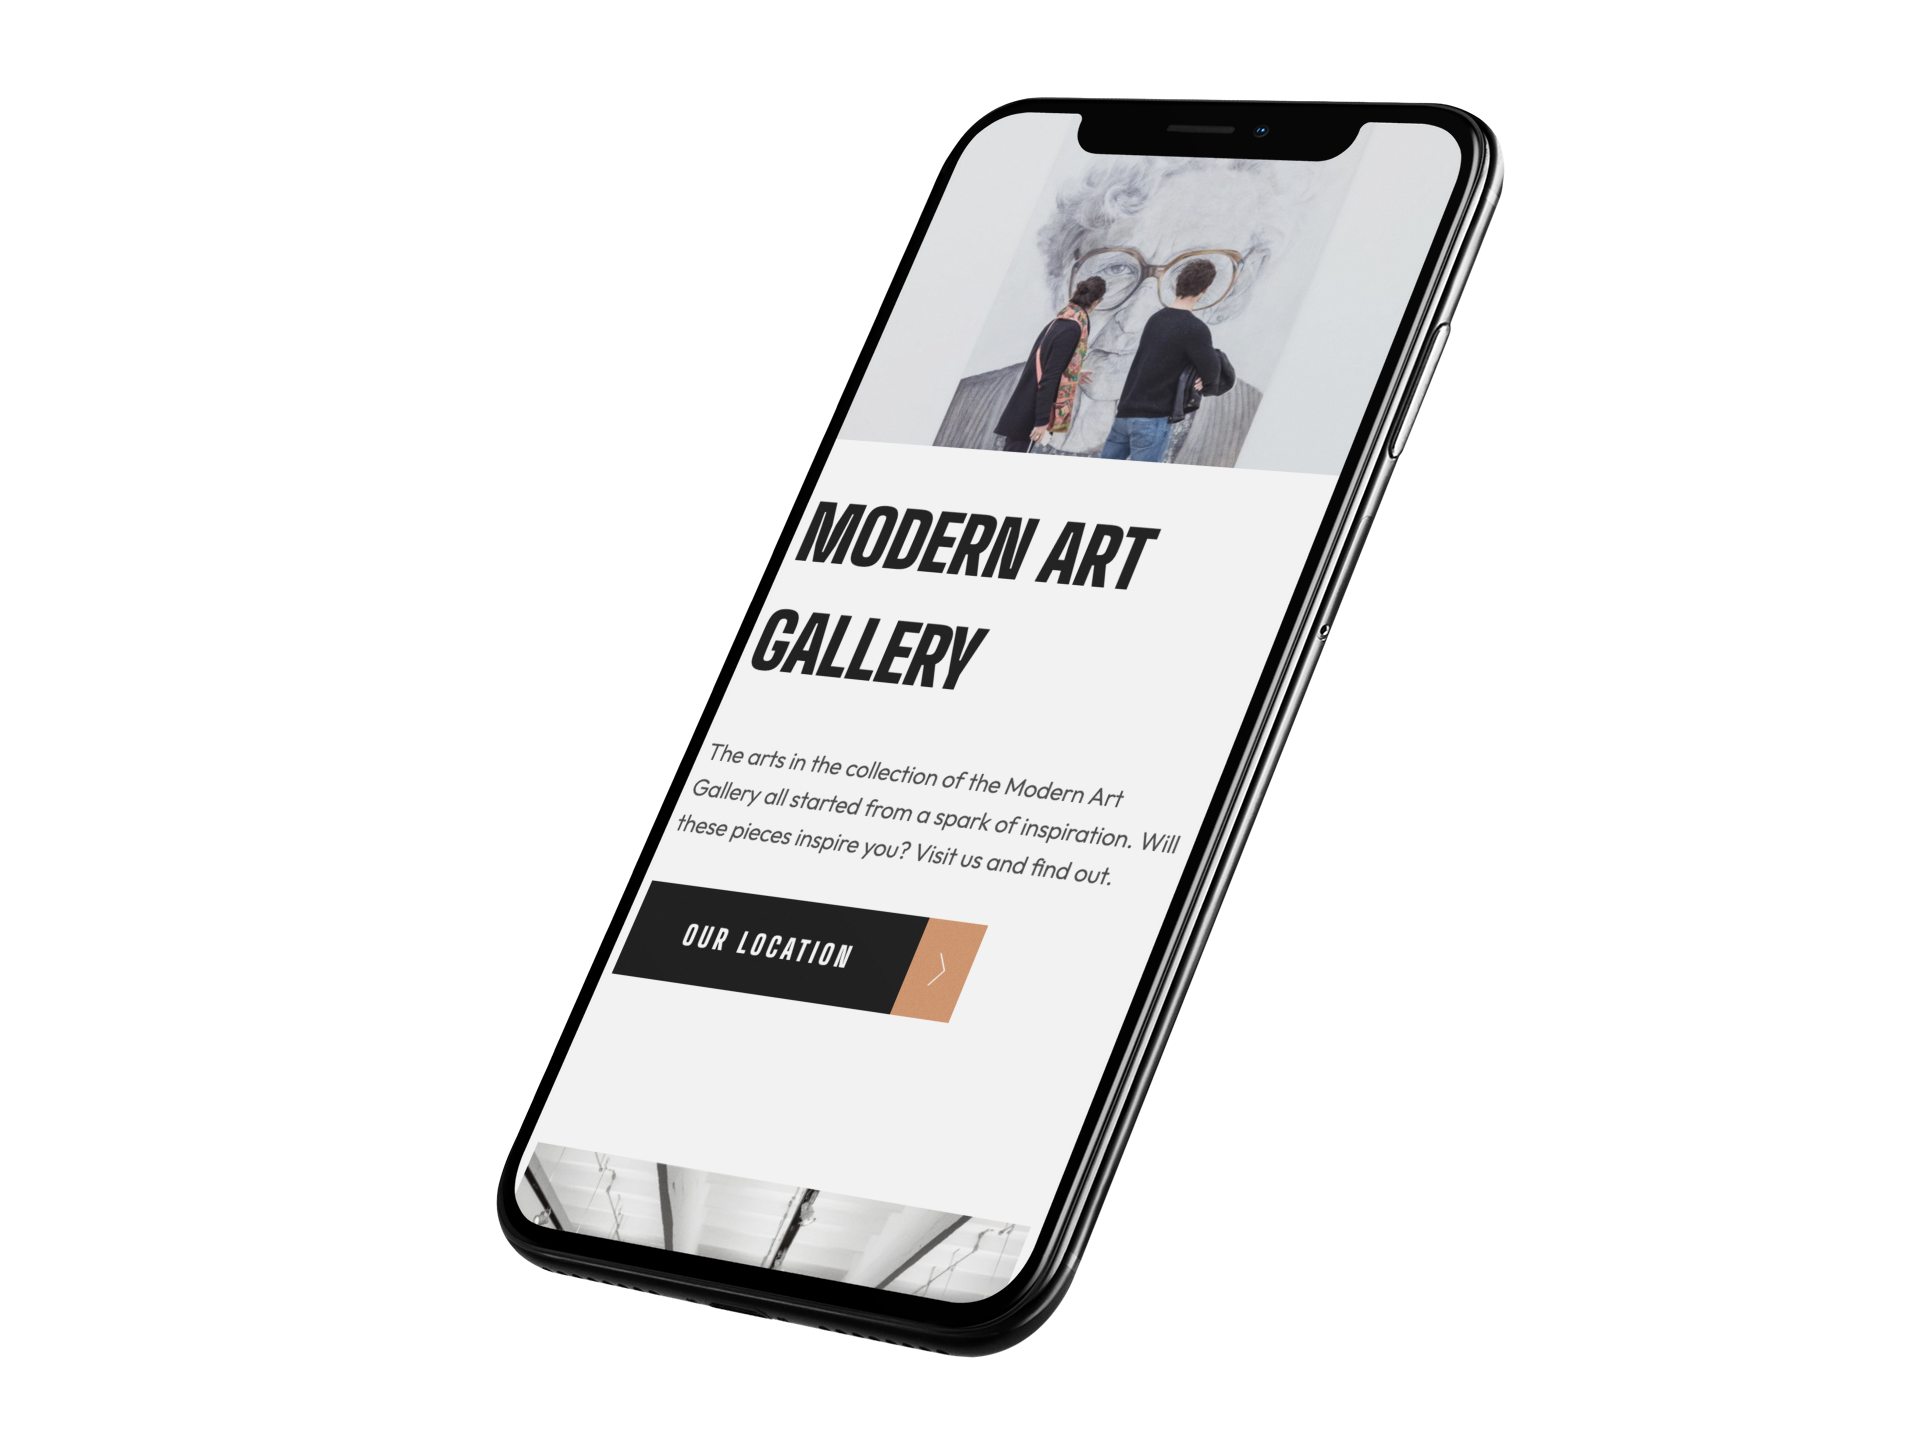 MODERN ART
GALLERY
The arts in the collection of the Modern Art
Gallery all started from a spark of inspiration. Will
these pieces inspire you? Visit us and find out.
OUR LOCATION